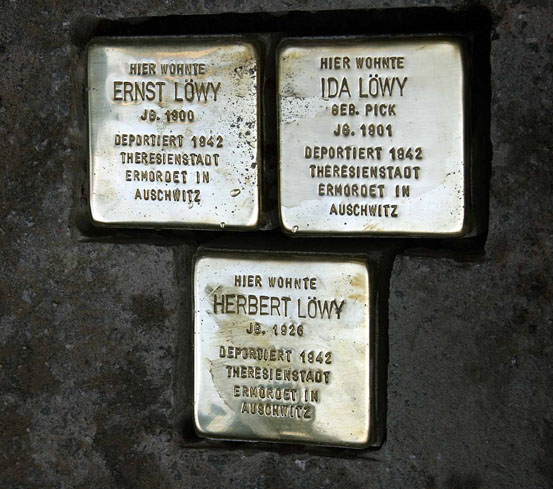 HIER WOHNTE
ERNST LÖWY
JG. 1900
DEPORTIERT 1942
THERESIENSTADT
ERMORDET IN
AUSCHWITZ
HIER WOHNTE
IDA LÖWY
GEB. PICK
JG. 1901
DEPORTIERT 1942
THERESIENSTADT
ERMORDET IN
AUSCHWITZ
HIER WOHNTE
HERBERT LÖWY
JG. 1926
DEPORTIERT 1942
THERESIENSTADT
ERMORDET IN
AUSCHWITZ